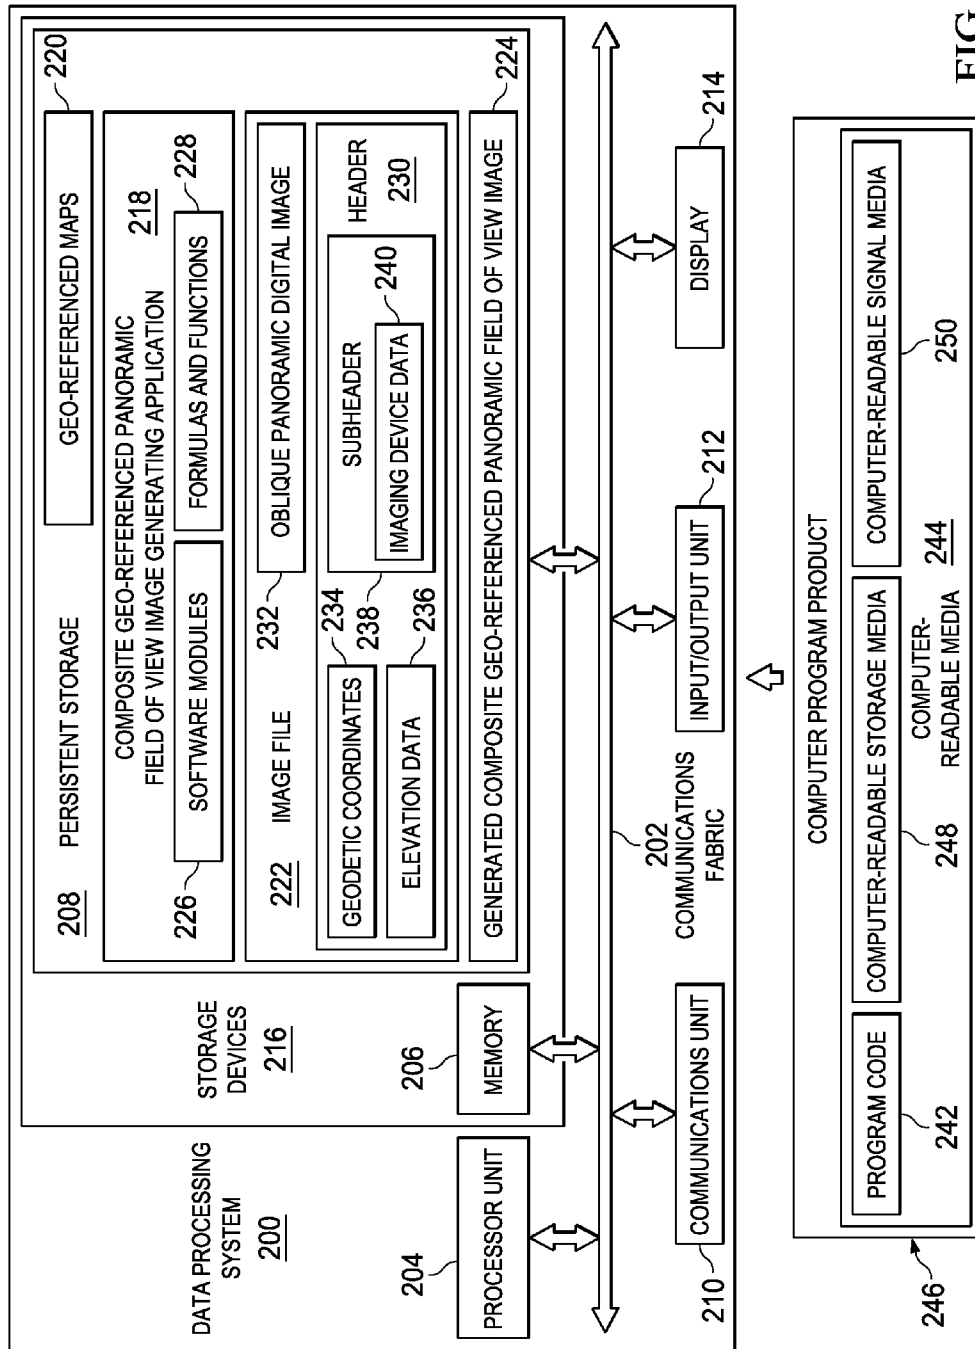 DATA PROCESSING
SYSTEM
200
STORAGE
DEVICES
216
PERSISTENT STORAGE
208
GEO-REFERENCED MAPS
220
COMPOSITE GEO-REFERENCED PANORAMIC
FIELD OF VIEW IMAGE GENERATING APPLICATION
218
SOFTWARE MODULES
226
FORMULAS AND FUNCTIONS
228
IMAGE FILE
222
232
OBLIQUE PANORAMIC DIGITAL IMAGE
GEODETIC COORDINATES
234
ELEVATION DATA
236
238
SUBHEADER
IMAGING DEVICE DATA
240
HEADER
230
GENERATED COMPOSITE GEO-REFERENCED PANORAMIC FIELD OF VIEW IMAGE
224
204
PROCESSOR UNIT
206
MEMORY
202
COMMUNICATIONS
FABRIC
COMMUNICATIONS UNIT
210
INPUT/OUTPUT UNIT
212
DISPLAY
214
COMPUTER PROGRAM PRODUCT
PROGRAM CODE
242
COMPUTER-READABLE STORAGE MEDIA
248
COMPUTER-READABLE SIGNAL MEDIA
250
COMPUTER-
READABLE MEDIA
244
246
FIG